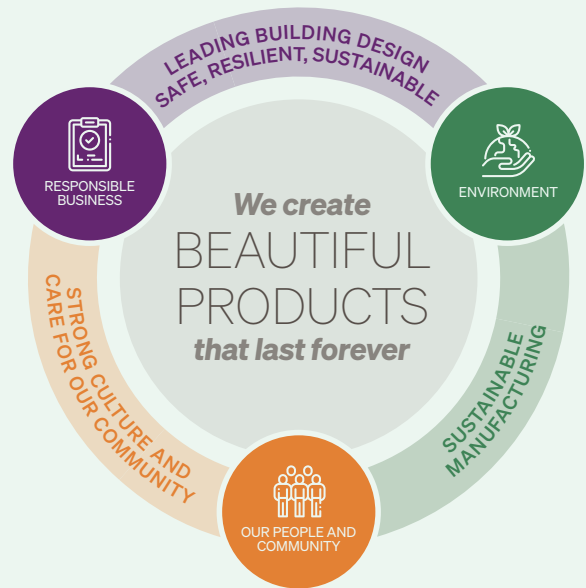 LEADING BUILDING DESIGN
SAFE, RESILIENT, SUSTAINABLE
RESPONSIBLE
BUSINESS
ENVIRONMENT
We create
BEAUTIFUL
PRODUCTS
that last forever
STRONG CULTURE AND
CARE FOR OUR COMMUNITY
SUSTAINABLE
MANUFACTURING
OUR PEOPLE AND
COMMUNITY